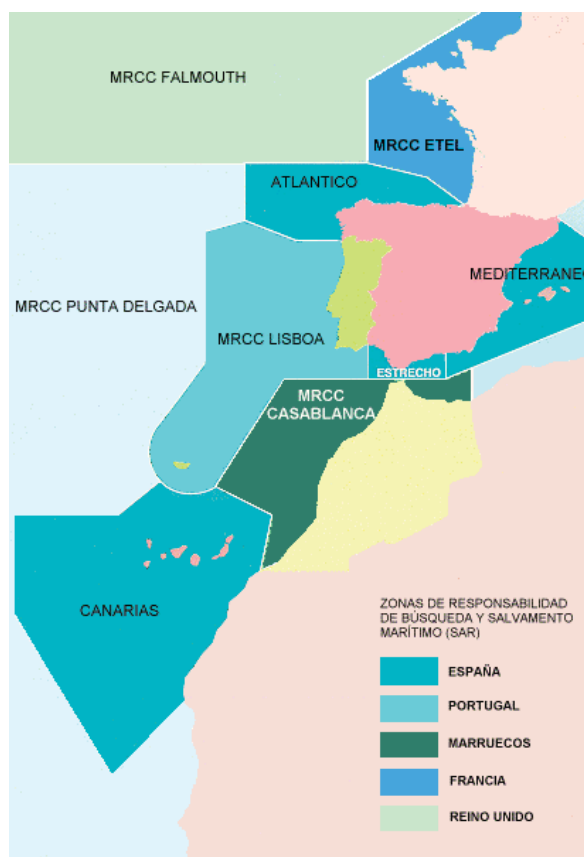 MRCC FALMOUTH
MRCC ETEL
ATLANTICO
MEDITERRANEO
MRCC PUNTA DELGADA
MRCC LISBOA
ESTRECHO
MRCC
CASABLANCA
CANARIAS
ZONAS DE RESPONSABILIDAD
DE BÚSQUEDA Y SALVAMENTO
MARÍTIMO (SAR)
ESPAÑA
PORTUGAL
MARRUECOS
FRANCIA
REINO UNIDO